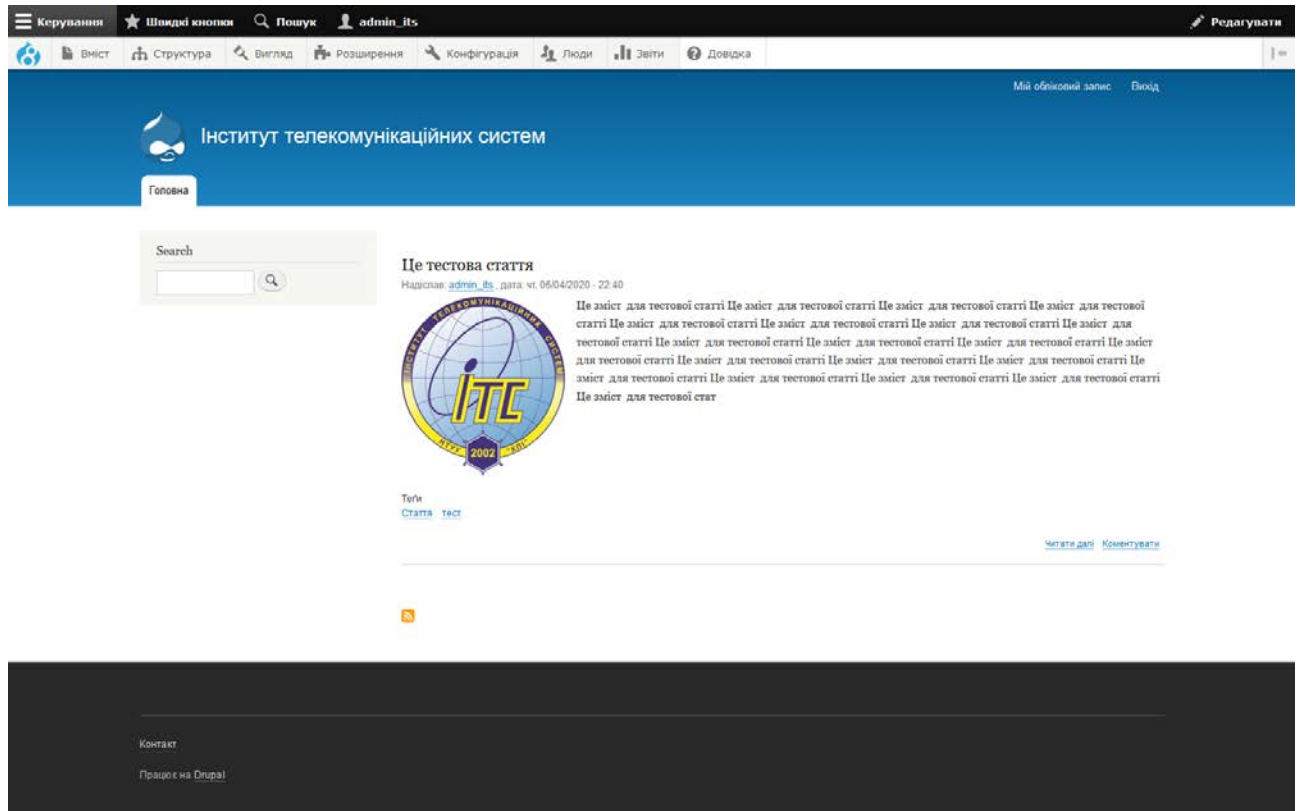 Керування Швидкі кнопки Пошук admin_its Редагувати
Вміст Структура Вигляд Розширення Конфігурація Люди Звіти Довідка
Мій обліковий запис Вихід
Інститут телекомунікаційних систем
Головна
Search
Це тестова стаття
Надіслав: admin_its , дата: чт, 06/04/2020 - 22:40
ІНСТИТУТ ТЕЛЕКОМУНІКАЦІЙНИХ СИСТЕМ
ІТС
НТУУ 2002 "КПІ"
Це зміст для тестової статті Це зміст для тестової статті Це зміст для тестової статті Це зміст для тестової
статті Це зміст для тестової статті Це зміст для тестової статті Це зміст для тестової статті Це зміст для
тестової статті Це зміст для тестової статті Це зміст для тестової статті Це зміст для тестової статті Це зміст
для тестової статті Це зміст для тестової статті Це зміст для тестової статті Це зміст для тестової статті Це
зміст для тестової статті Це зміст для тестової статті Це зміст для тестової статті Це зміст для тестової статті
Це зміст для тестової стат
Теґи
Стаття тест
Читати далі Коментувати
Контакт
Працює на Drupal